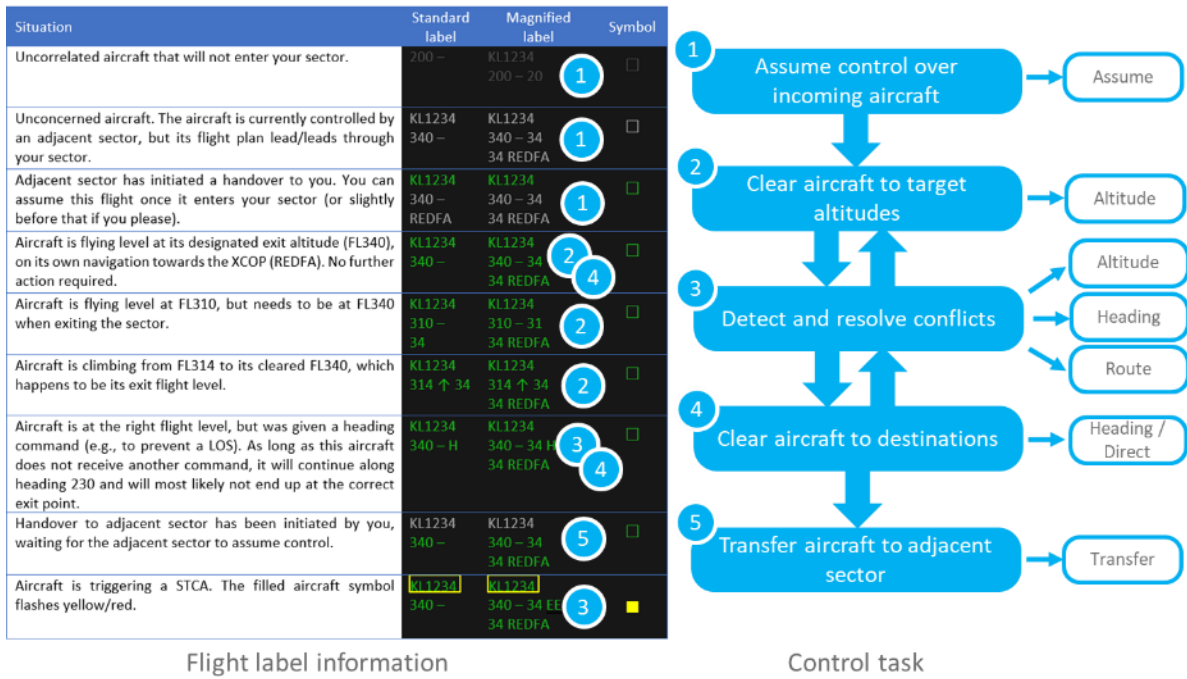 Situation
Standard label
Magnified label
Symbol
Uncorrelated aircraft that will not enter your sector.
200 –
KL1234
200 – 20
1
Unconcerned aircraft. The aircraft is currently controlled by
an adjacent sector, but its flight plan lead/leads through
your sector.
KL1234
340 –
KL1234
340 – 34
34 REDFA
1
Adjacent sector has initiated a handover to you. You can
assume this flight once it enters your sector (or slightly
before that if you please).
KL1234
340 –
REDFA
KL1234
340 – 34
34 REDFA
1
Aircraft is flying level at its designated exit altitude (FL340),
on its own navigation towards the XCOP (REDFA). No further
action required.
KL1234
340 –
KL1234
340 – 34
34 REDFA
2
4
Aircraft is flying level at FL310, but needs to be at FL340
when exiting the sector.
KL1234
310 –
34
KL1234
310 – 31
34 REDFA
2
Aircraft is climbing from FL314 to its cleared FL340, which
happens to be its exit flight level.
KL1234
314 ↑ 34
KL1234
314 ↑ 34
34 REDFA
2
Aircraft is at the right flight level, but was given a heading
command (e.g., to prevent a LOS). As long as this aircraft
does not receive another command, it will continue along
heading 230 and will most likely not end up at the correct
exit point.
KL1234
340 – H
KL1234
340 – 34 H
34 REDFA
3
4
Handover to adjacent sector has been initiated by you,
waiting for the adjacent sector to assume control.
KL1234
340 –
KL1234
340 – 34
34 REDFA
5
Aircraft is triggering a STCA. The filled aircraft symbol
flashes yellow/red.
KL1234
340 –
KL1234
340 – 34 EE
34 REDFA
3
Flight label information
1
Assume control over
incoming aircraft
Assume
2
Clear aircraft to target
altitudes
Altitude
3
Detect and resolve conflicts
Altitude
Heading
Route
4
Clear aircraft to destinations
Heading /
Direct
5
Transfer aircraft to adjacent
sector
Transfer
Control task